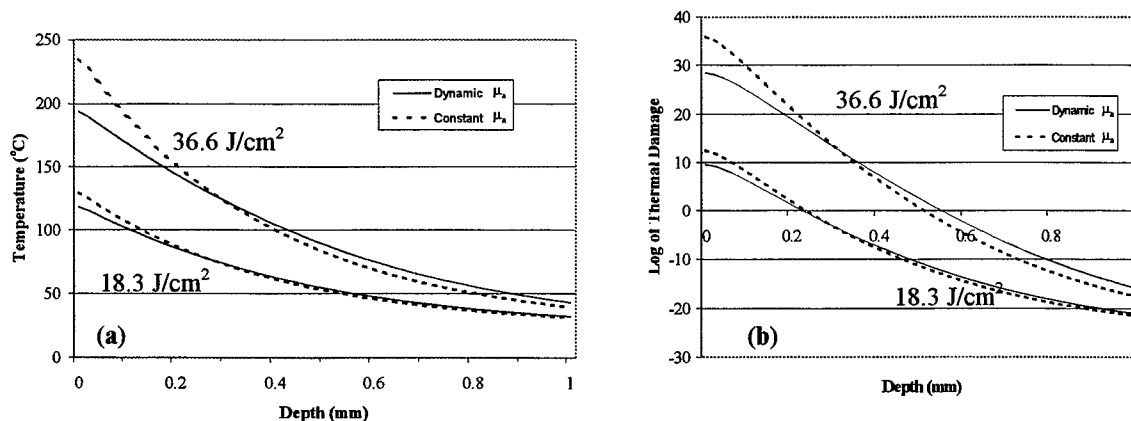 250
200
150
100
50
0
Temperature (°C)
Dynamic μa
Constant μa
36.6 J/cm²
18.3 J/cm²
(a)
0 0.2 0.4 0.6 0.8 1
Depth (mm)
40
30
20
10
0
-10
-20
-30
Log of Thermal Damage
36.6 J/cm²
Dynamic μa
Constant μa
0 0.2 0.4 0.6 0.8
18.3 J/cm²
(b)
Depth (mm)